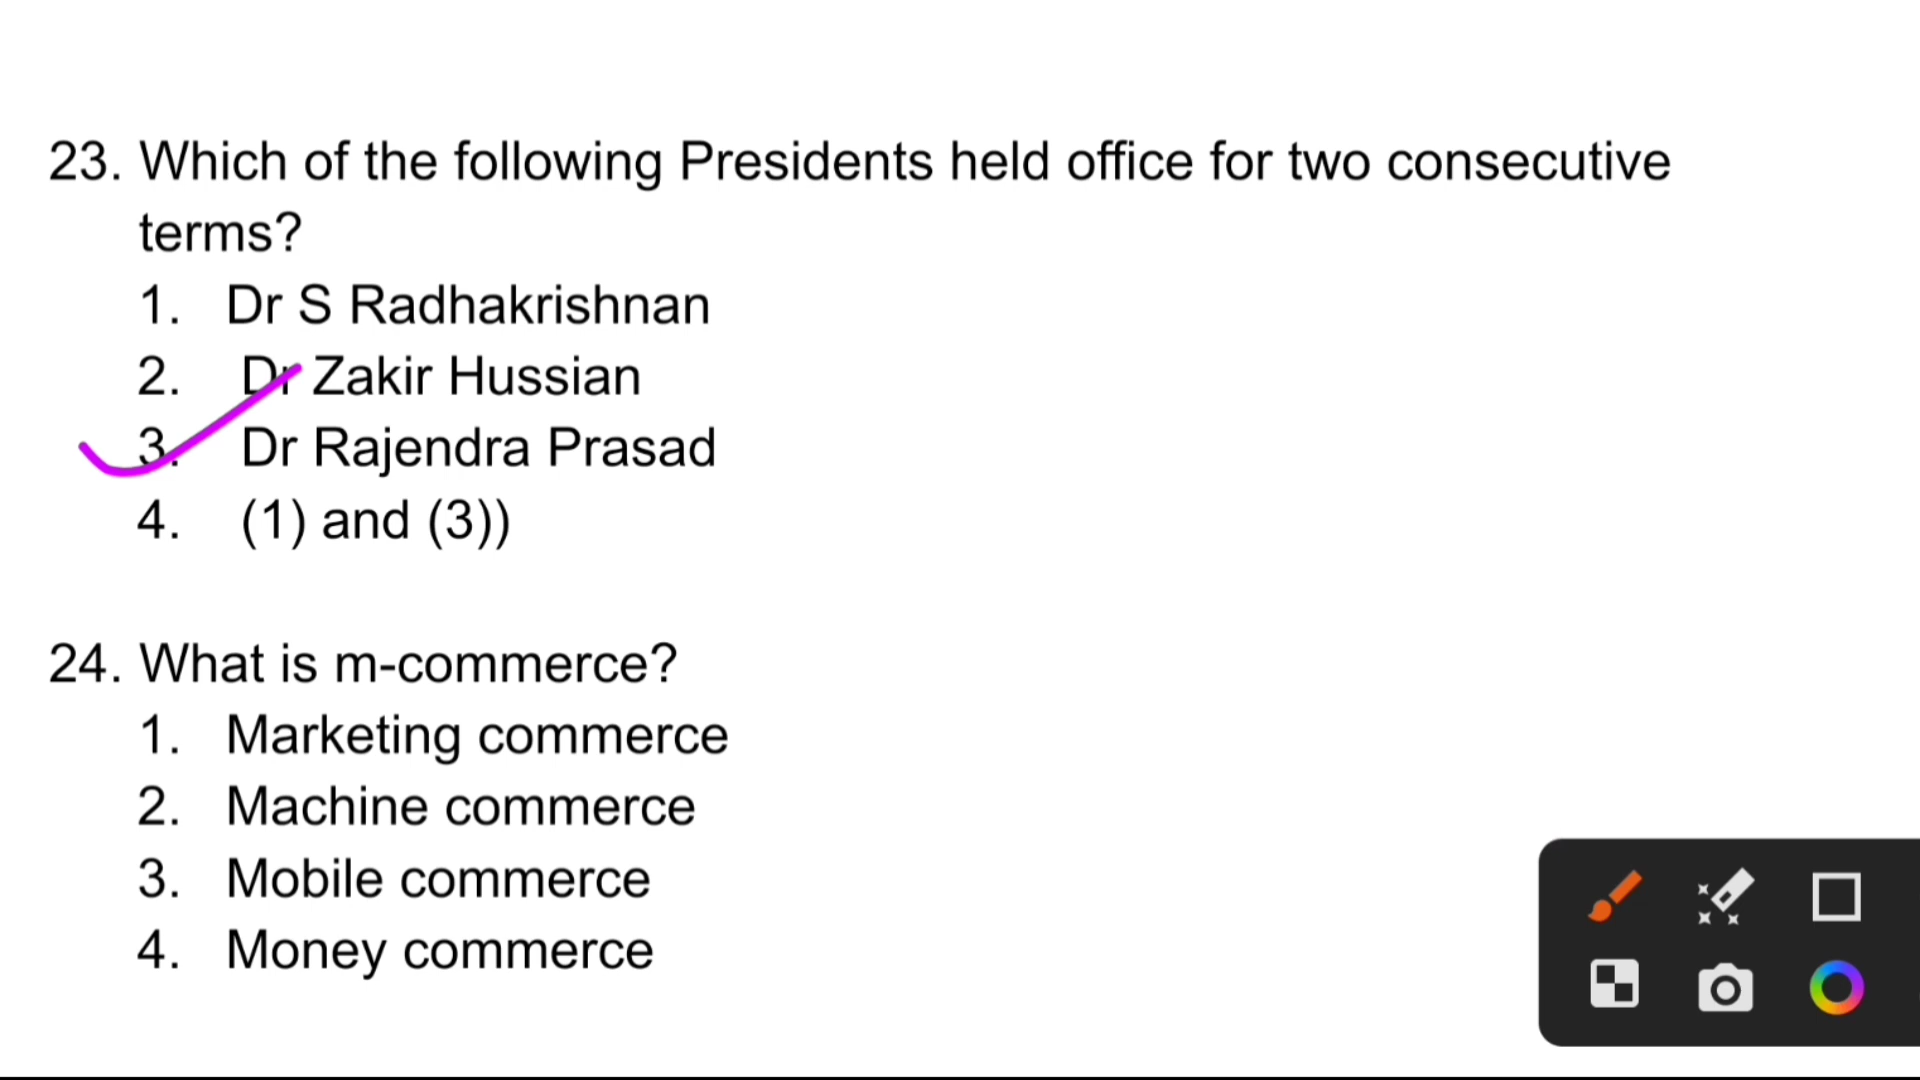 23. Which of the following Presidents held office for two consecutive
terms?
1. Dr S Radhakrishnan
2. Dr Zakir Hussian
3. Dr Rajendra Prasad
4. (1) and (3))
24. What is m-commerce?
1. Marketing commerce
2. Machine commerce
3. Mobile commerce
4. Money commerce